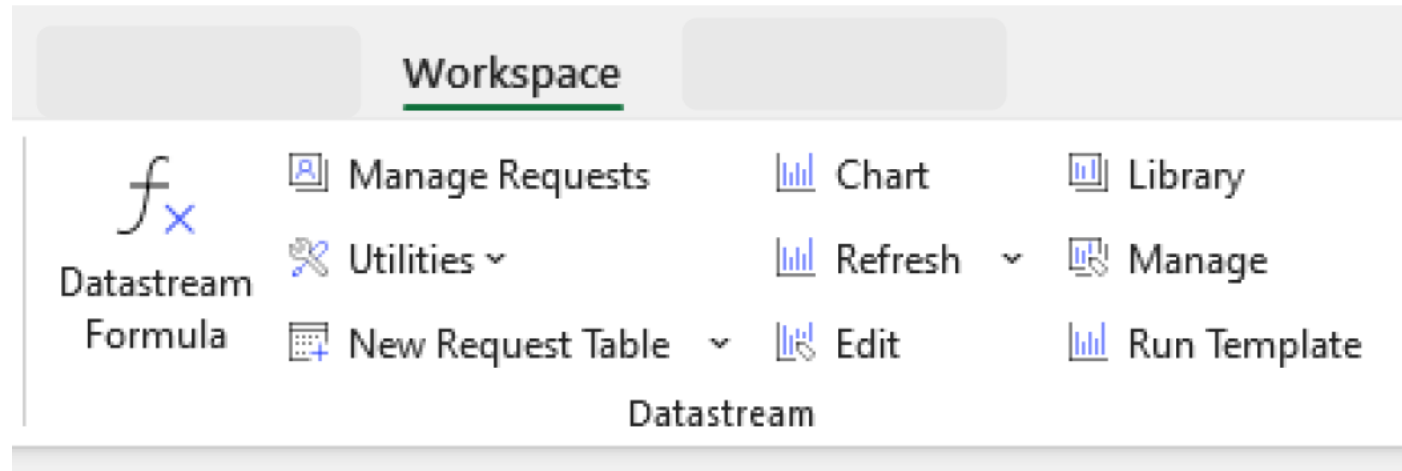 Workspace
Datastream
Formula
Manage Requests
Utilities
New Request Table
Chart
Refresh
Edit
Library
Manage
Run Template
Datastream